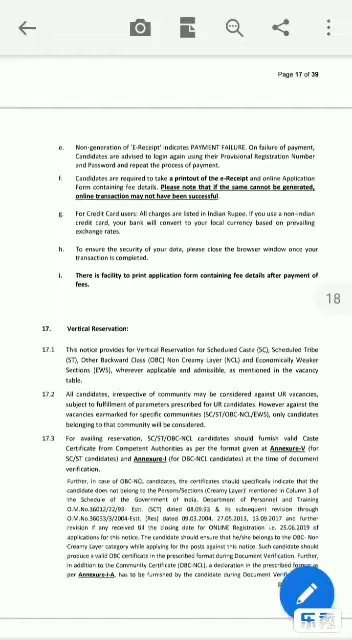 Page 17 of 39
e. Non-generation of 'E-Receipt' indicates PAYMENT FAILURE. On failure of payment,
Candidates are advised to login again using their Provisional Registration Number
and Password and repeat the process of payment.
f. Candidates are required to take a printout of the e-Receipt and online Application
Form containing fee details. Please note that if the same cannot be generated,
online transaction may not have been successful.
g. For Credit Card users: All charges are listed in Indian Rupee. If you use a non-Indian
credit card, your bank will convert to your local currency based on prevailing
exchange rates.
h. To ensure the security of your data, please close the browser window once your
transaction is completed.
i. There is facility to print application form containing fee details after payment of
fees.
18
17. Vertical Reservation:
17.1 This notice provides for Vertical Reservation for Scheduled Caste (SC), Scheduled Tribe
(ST), Other Backward Class (OBC) Non Creamy Layer (NCL) and Economically Weaker
Sections (EWS), wherever applicable and admissible, as mentioned in the vacancy
table.
17.2 All candidates, irrespective of community may be considered against UR vacancies,
subject to fulfillment of parameters prescribed for UR candidates. However against the
vacancies earmarked for specific communities (SC/ST/OBC-NCL/EWS), only candidates
belonging to that community will be considered.
17.3 For availing reservation, SC/ST/OBC-NCL candidates should furnish valid Caste
Certificate from Competent Authorities as per the format given at Annexure-V (for
SC/ST candidates) and Annexure-I (for OBC-NCL candidates) at the time of document
verification.
Further, in case of OBC-NCL candidates, the certificates should specifically indicate that the
candidate does not belong to the Persons/Sections (Creamy Layer)' mentioned in Column 3 of
the Schedule of the Government of India, Department of Personnel and Training
O.M.No.36012/22/93- Estt. (SCT) dated 08.09.93 & its subsequent revision through
O.M.No.36033/3/2004-Estt. (Res) dated 09.03.2004, 27.05.2013, 13.09.2017 and further
revision if any received till the closing date for ONLINE Registration i.e. 25.06.2019 of
applications for this notice. The candidate should ensure that he/she belongs to the OBC- Non
Creamy Layer category while applying for the posts against this notice. Such candidate should
produce a valid OBC certificate in the prescribed format during Document Verification. Further,
in addition to the Community Certificate (OBC-NCL), a declaration in the prescribed format as
per Annexure-I-A, has to be furnished by the candidate during Document
乐秀